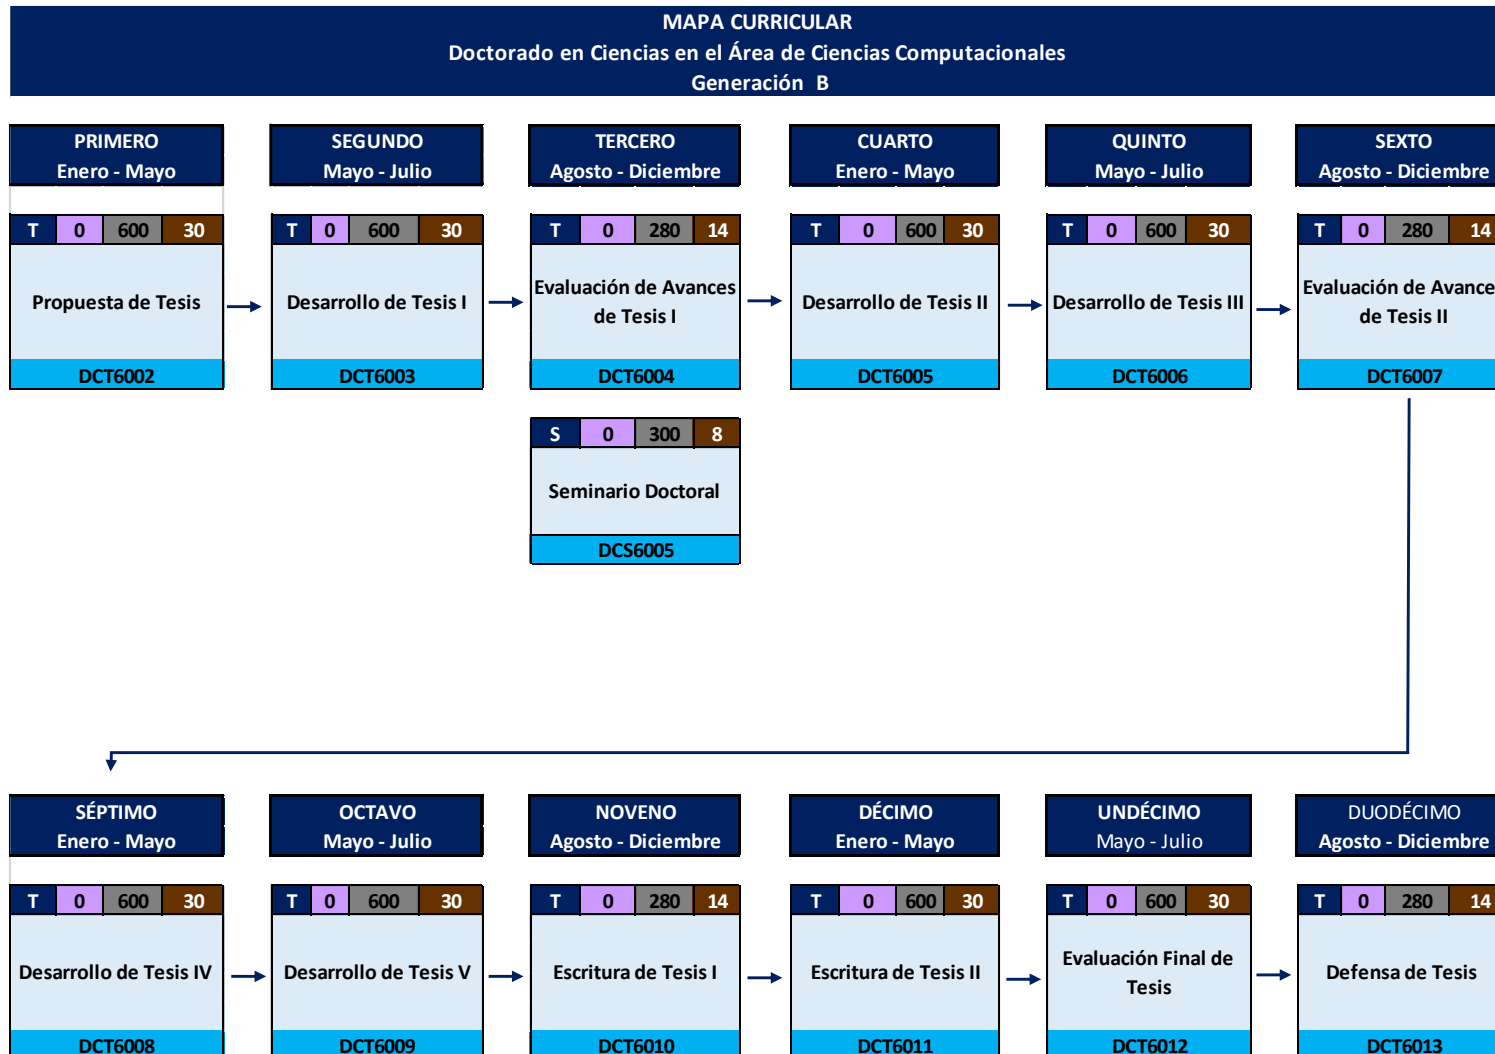 MAPA CURRICULAR
Doctorado en Ciencias en el Área de Ciencias Computacionales
Generación B
PRIMERO
Enero - Mayo
SEGUNDO
Mayo - Julio
TERCERO
Agosto - Diciembre
CUARTO
Enero - Mayo
QUINTO
Mayo - Julio
SEXTO
Agosto - Diciembre
T 0 600 30
Propuesta de Tesis
DCT6002
T 0 600 30
Desarrollo de Tesis I
DCT6003
T 0 280 14
Evaluación de Avances
de Tesis I
DCT6004
T 0 600 30
Desarrollo de Tesis II
DCT6005
T 0 600 30
Desarrollo de Tesis III
DCT6006
T 0 280 14
Evaluación de Avance
de Tesis II
DCT6007
S 0 300 8
Seminario Doctoral
DCS6005
SÉPTIMO
Enero - Mayo
OCTAVO
Mayo - Julio
NOVENO
Agosto - Diciembre
DÉCIMO
Enero - Mayo
UNDÉCIMO
Mayo - Julio
DUODÉCIMO
Agosto - Diciembre
T 0 600 30
Desarrollo de Tesis IV
DCT6008
T 0 600 30
Desarrollo de Tesis V
DCT6009
T 0 280 14
Escritura de Tesis I
DCT6010
T 0 600 30
Escritura de Tesis II
DCT6011
T 0 600 30
Evaluación Final de
Tesis
DCT6012
T 0 280 14
Defensa de Tesis
DCT6013